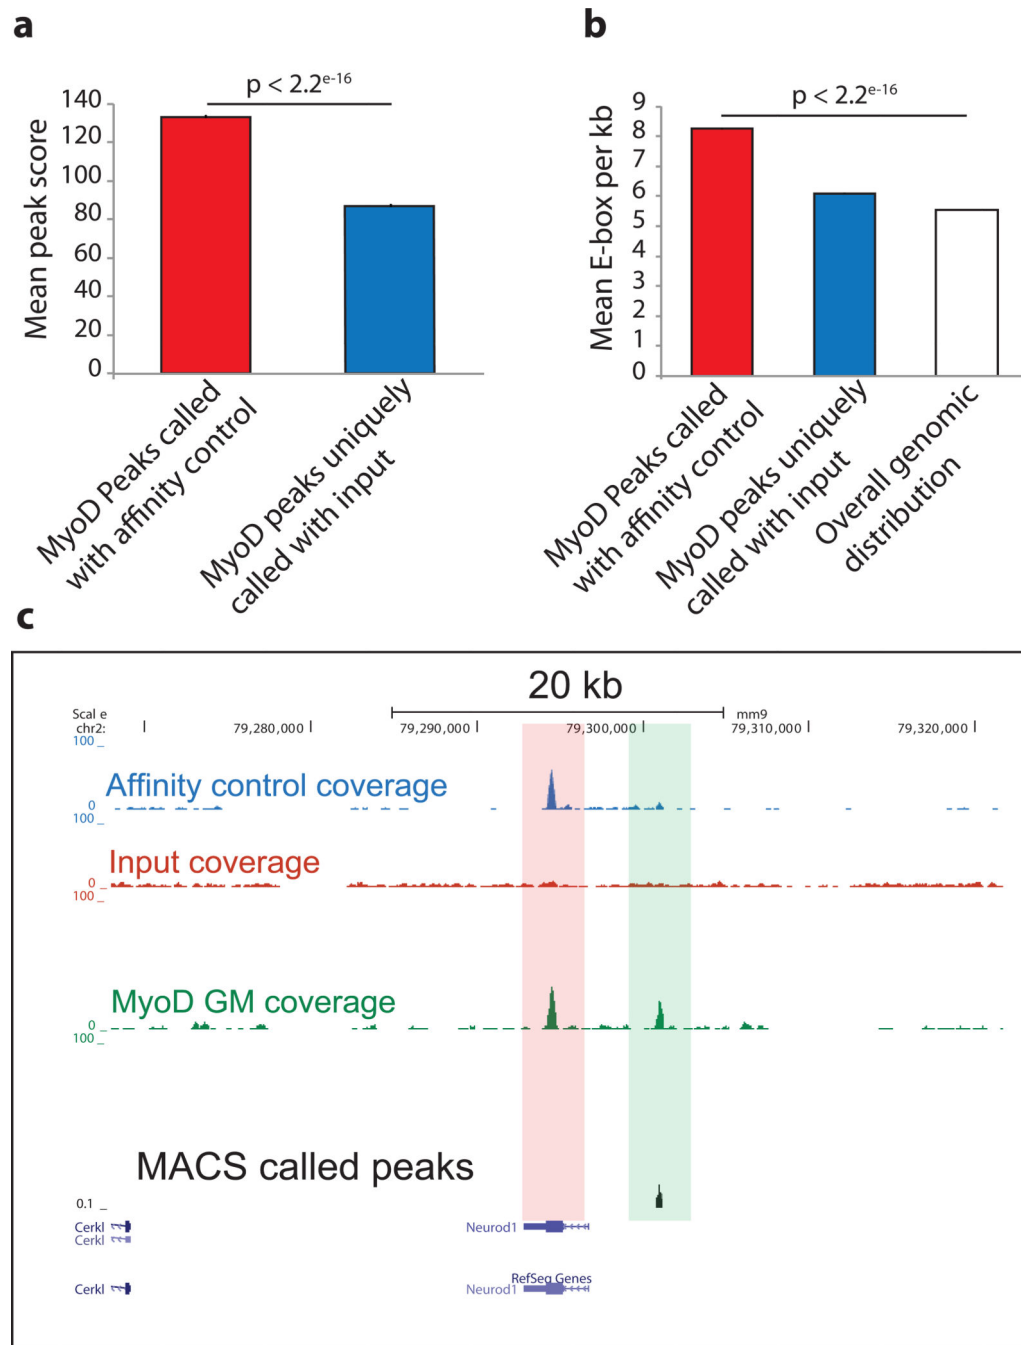 a
p < 2.2e-16
140
120
100
80
60
40
20
0
Mean peak score
MyoD Peaks called
with affinity control
MyoD peaks uniquely
called with input
b
p < 2.2e-16
9
8
7
6
5
4
3
2
1
0
Mean E-box per kb
MyoD Peaks called
with affinity control
MyoD peaks uniquely
called with input
Overall genomic
distribution
c
20 kb
Scal e
mm9
chr2:
79,280,000
79,290,000
79,300,000
79,310,000
79,320,000
100 _
Affinity control coverage
0 _
100 _
Input coverage
0 _
100 _
MyoD GM coverage
0 _
100 _
MACS called peaks
0.1 _
Cerkl
Neurod1
Cerkl
RefSeq Genes
Cerkl
Neurod1